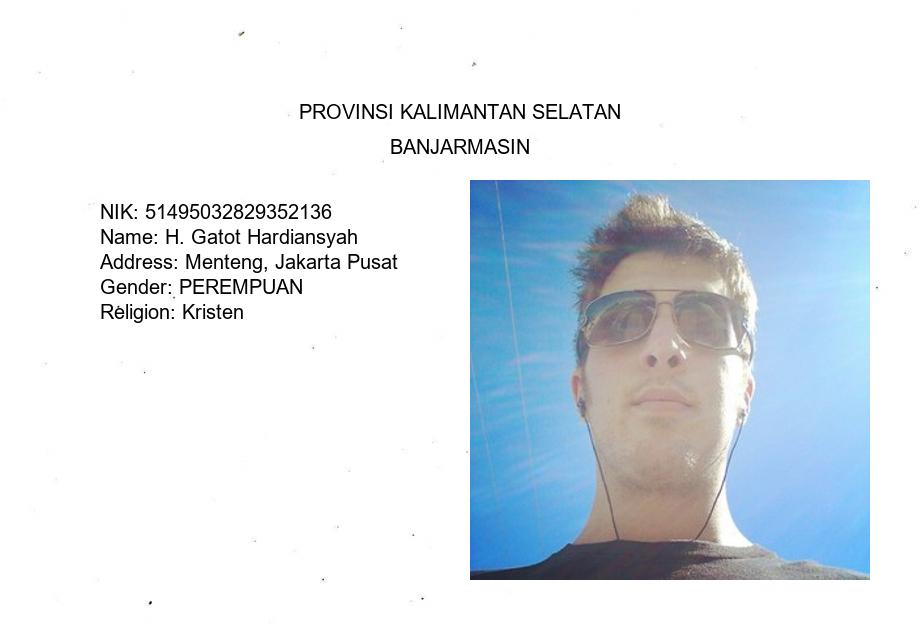 PROVINSI KALIMANTAN SELATAN
BANJARMASIN
NIK: 51495032829352136
Name: H. Gatot Hardiansyah
Address: Menteng, Jakarta Pusat
Gender: PEREMPUAN
Religion: Kristen